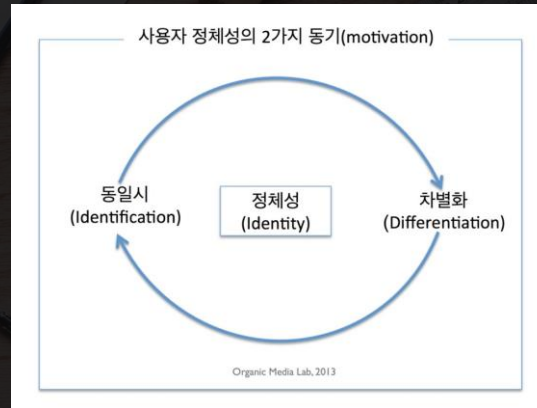 사용자 정체성의 2가지 동기(motivation)
동일시
(Identification)
정체성
(Identity)
차별화
(Differentiation)
Organic Media Lab, 2013